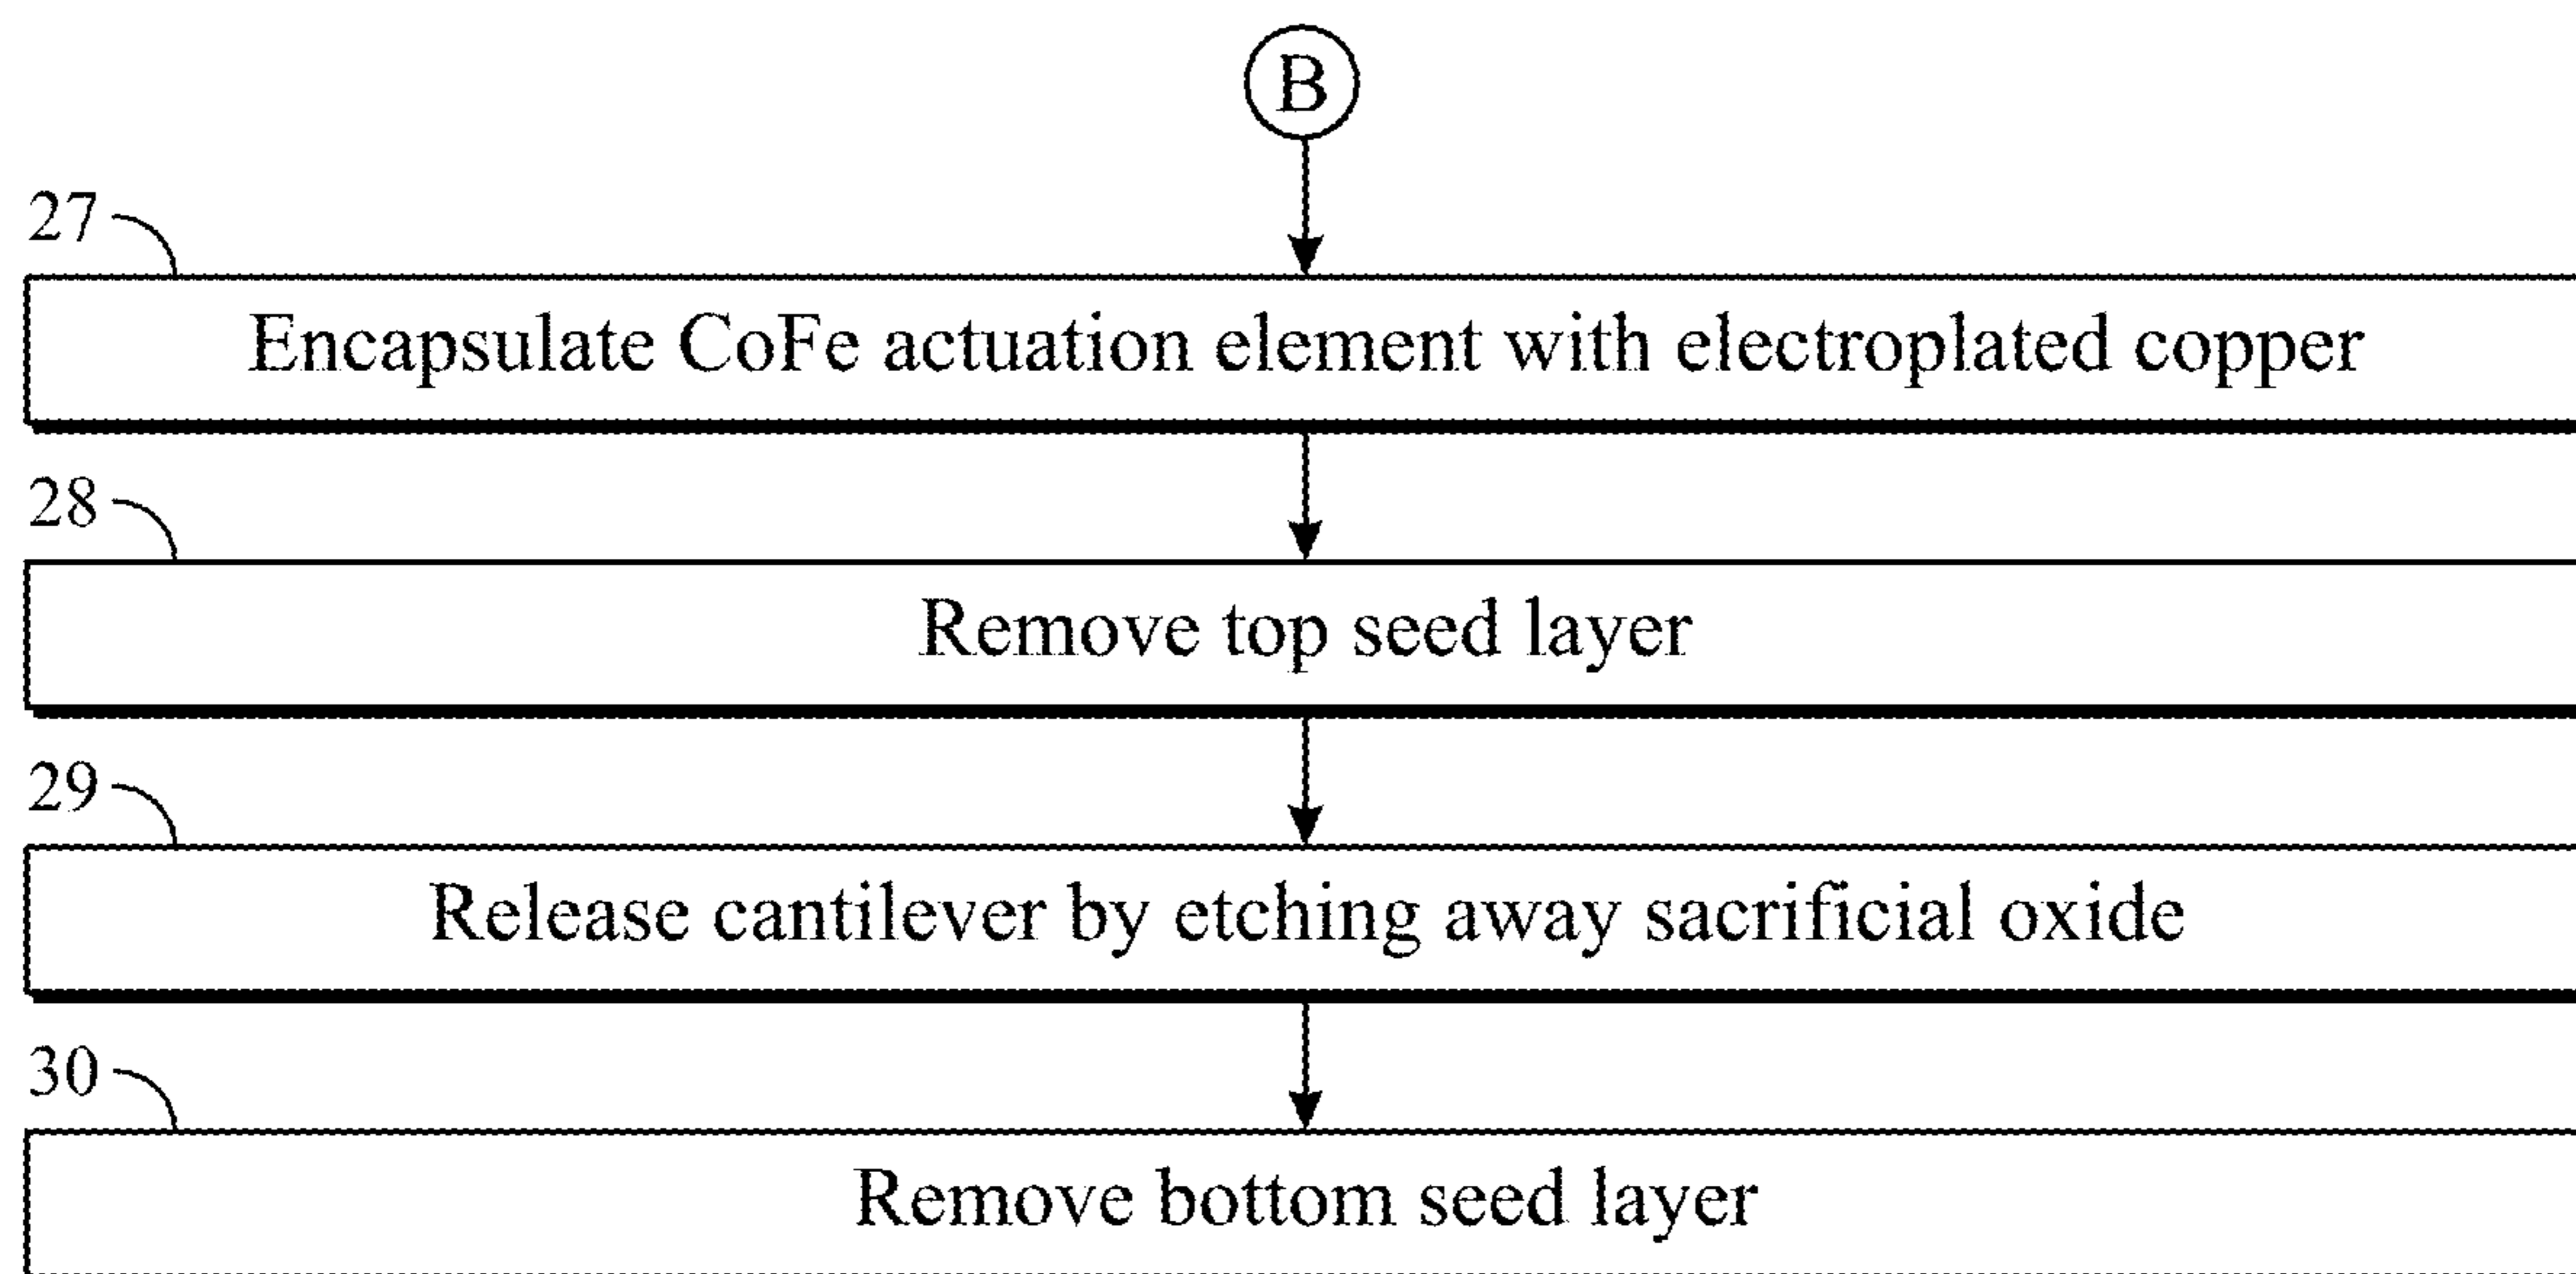 B
27
Encapsulate CoFe actuation element with electroplated copper
28
Remove top seed layer
29
Release cantilever by etching away sacrificial oxide
30
Remove bottom seed layer